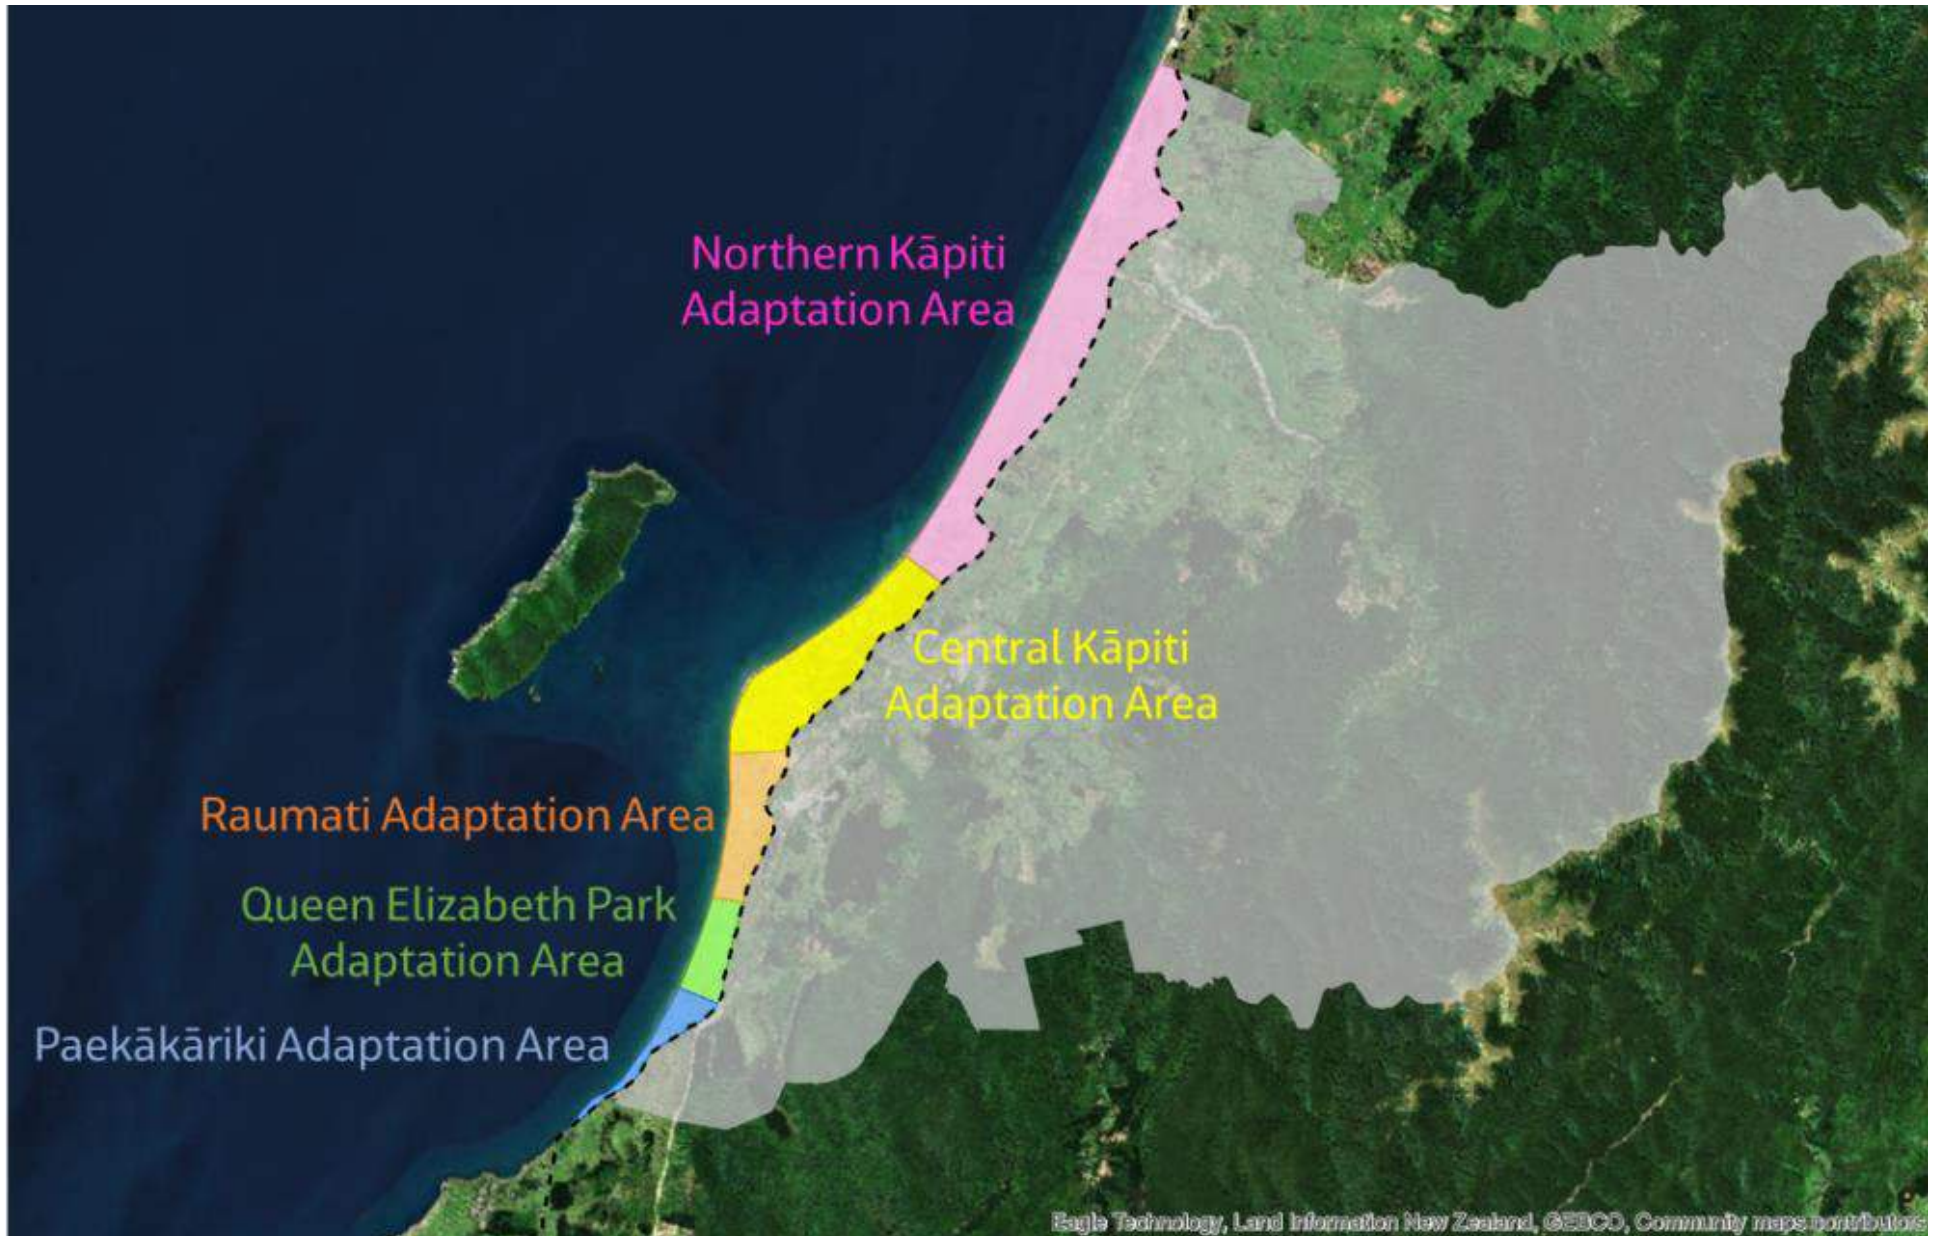 Northern Kāpiti
Adaptation Area
Central Kāpiti
Adaptation Area
Raumati Adaptation Area
Queen Elizabeth Park
Adaptation Area
Paekākāriki Adaptation Area
Eagle Technology, Land Information New Zealand, GEBCO, Community maps contributors